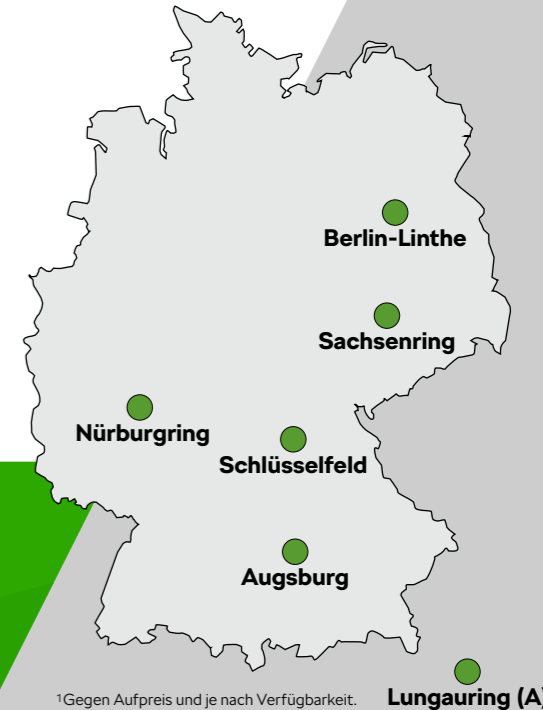 Berlin-Linthe
Sachsenring
Nürburgring
Schlüsselfeld
Augsburg
¹Gegen Aufpreis und je nach Verfügbarkeit.
Lungauring (A)